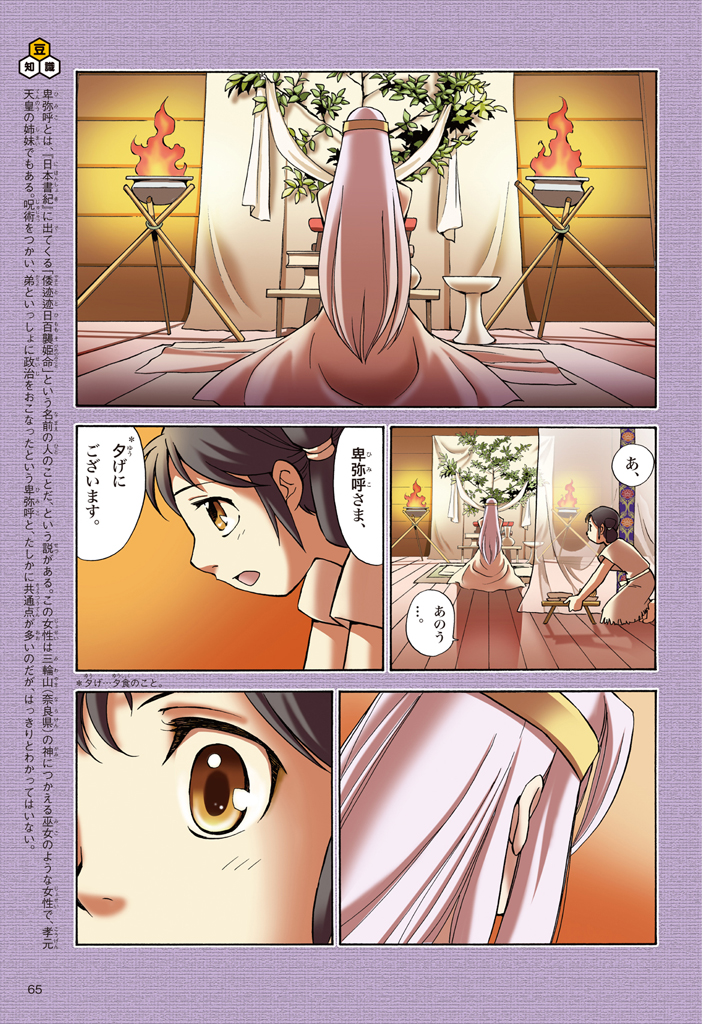 豆知識
卑弥呼とは、『日本書紀』に出てくる「倭迹迹日百襲姫命」という名前の人のことだ、という説がある。この女性は三輪山（奈良県）の神につかえる巫女のような女性で、孝元
天皇の姉妹でもある。呪術をつかい、弟といっしょに政治をおこなったという卑弥呼と、たしかに共通点が多いのだが、はっきりとわかってはいない。
あ、
あのう
…。
卑弥呼さま、
*夕げに
ございます。
*夕げ…夕食のこと。
65